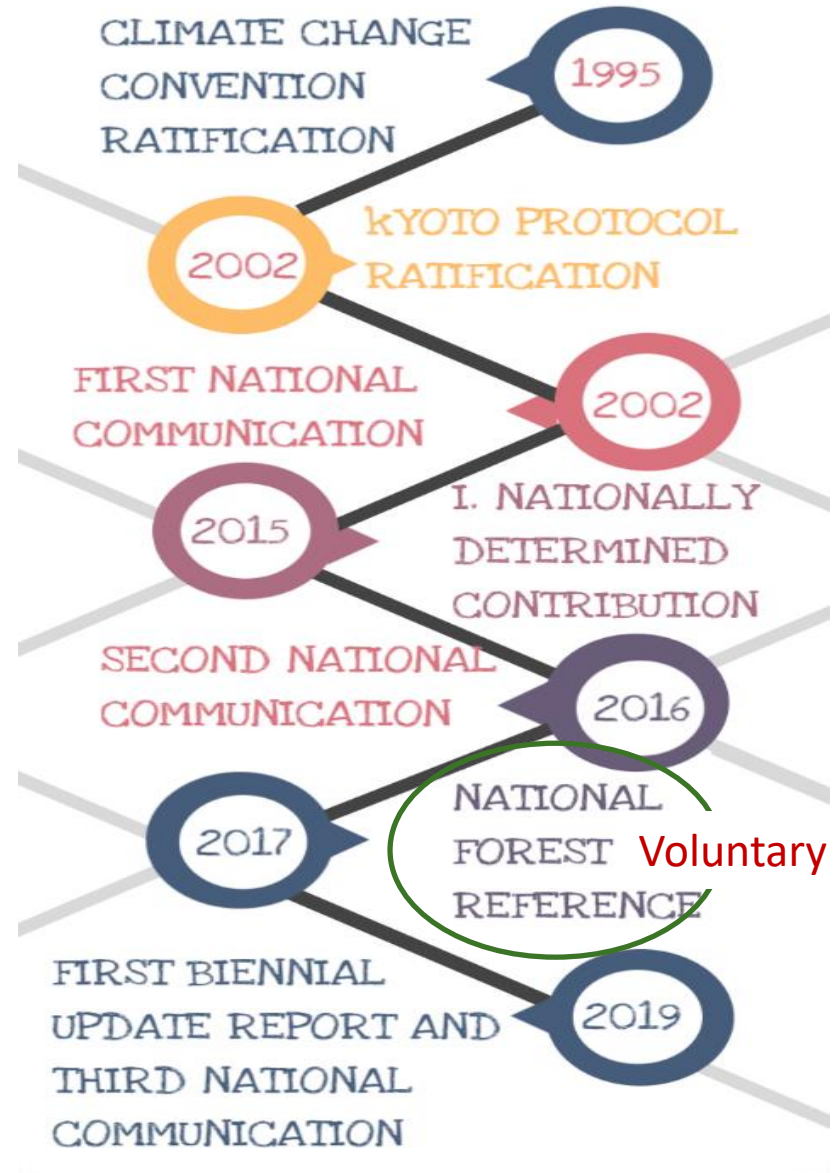 CLIMATE CHANGE
CONVENTION
RATIFICATION
1995
2002
kYOTO PROTOCOL
RATIFICATION
FIRST NATIONAL
COMMUNICATION
2002
2015
I. NATIONALLY
DETERMINED
CONTRIBUTION
SECOND NATIONAL
COMMUNICATION
2016
2017
NATIONAL
FOREST Voluntary
REFERENCE
FIRST BIENNIAL
UPDATE REPORT AND
THIRD NATIONAL
COMMUNICATION
2019